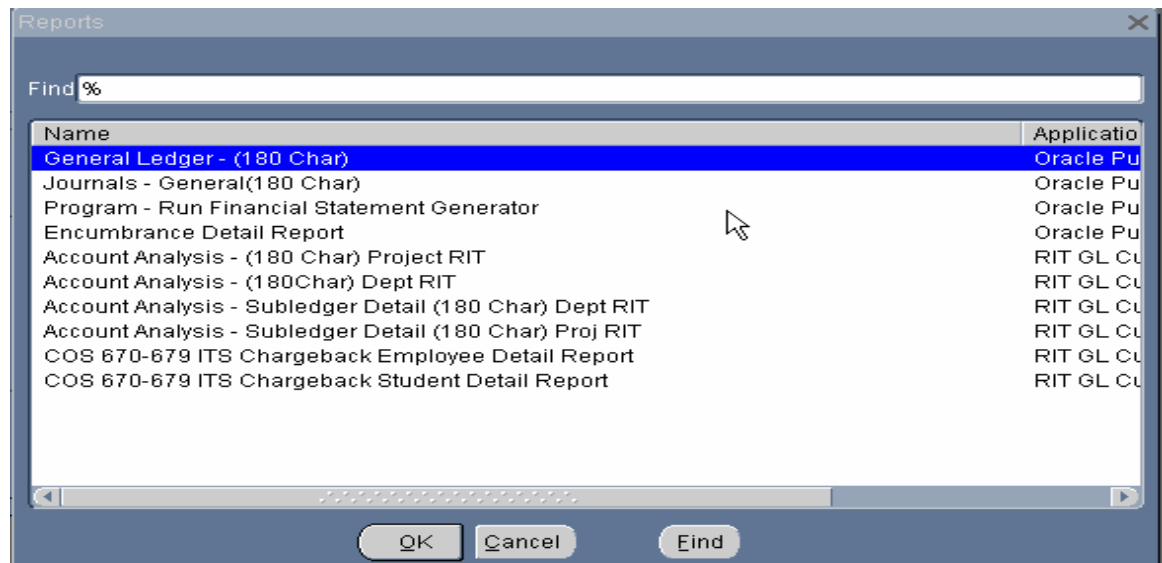 Reports
Find %
Name Applicatio
General Ledger - (180 Char) Oracle Pu
Journals - General(180 Char) Oracle Pu
Program - Run Financial Statement Generator Oracle Pu
Encumbrance Detail Report Oracle Pu
Account Analysis - (180 Char) Project RIT RIT GL Cu
Account Analysis - (180Char) Dept RIT RIT GL Cu
Account Analysis - Subledger Detail (180 Char) Dept RIT RIT GL Cu
Account Analysis - Subledger Detail (180 Char) Proj RIT RIT GL Cu
COS 670-679 ITS Chargeback Employee Detail Report RIT GL Cu
COS 670-679 ITS Chargeback Student Detail Report RIT GL Cu
OK Cancel Find